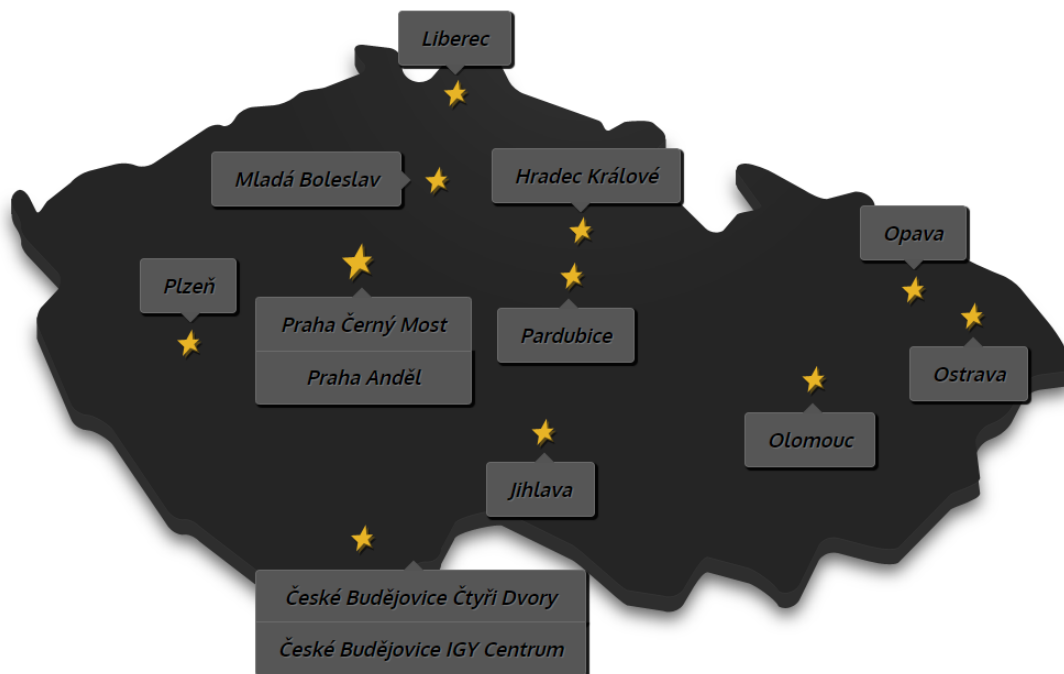 Liberec
Mladá Boleslav
Hradec Králové
Opava
Plzeň
Praha Černý Most
Praha Anděl
Pardubice
Ostrava
Olomouc
Jihlava
České Budějovice Čtyři Dvory
České Budějovice IGY Centrum